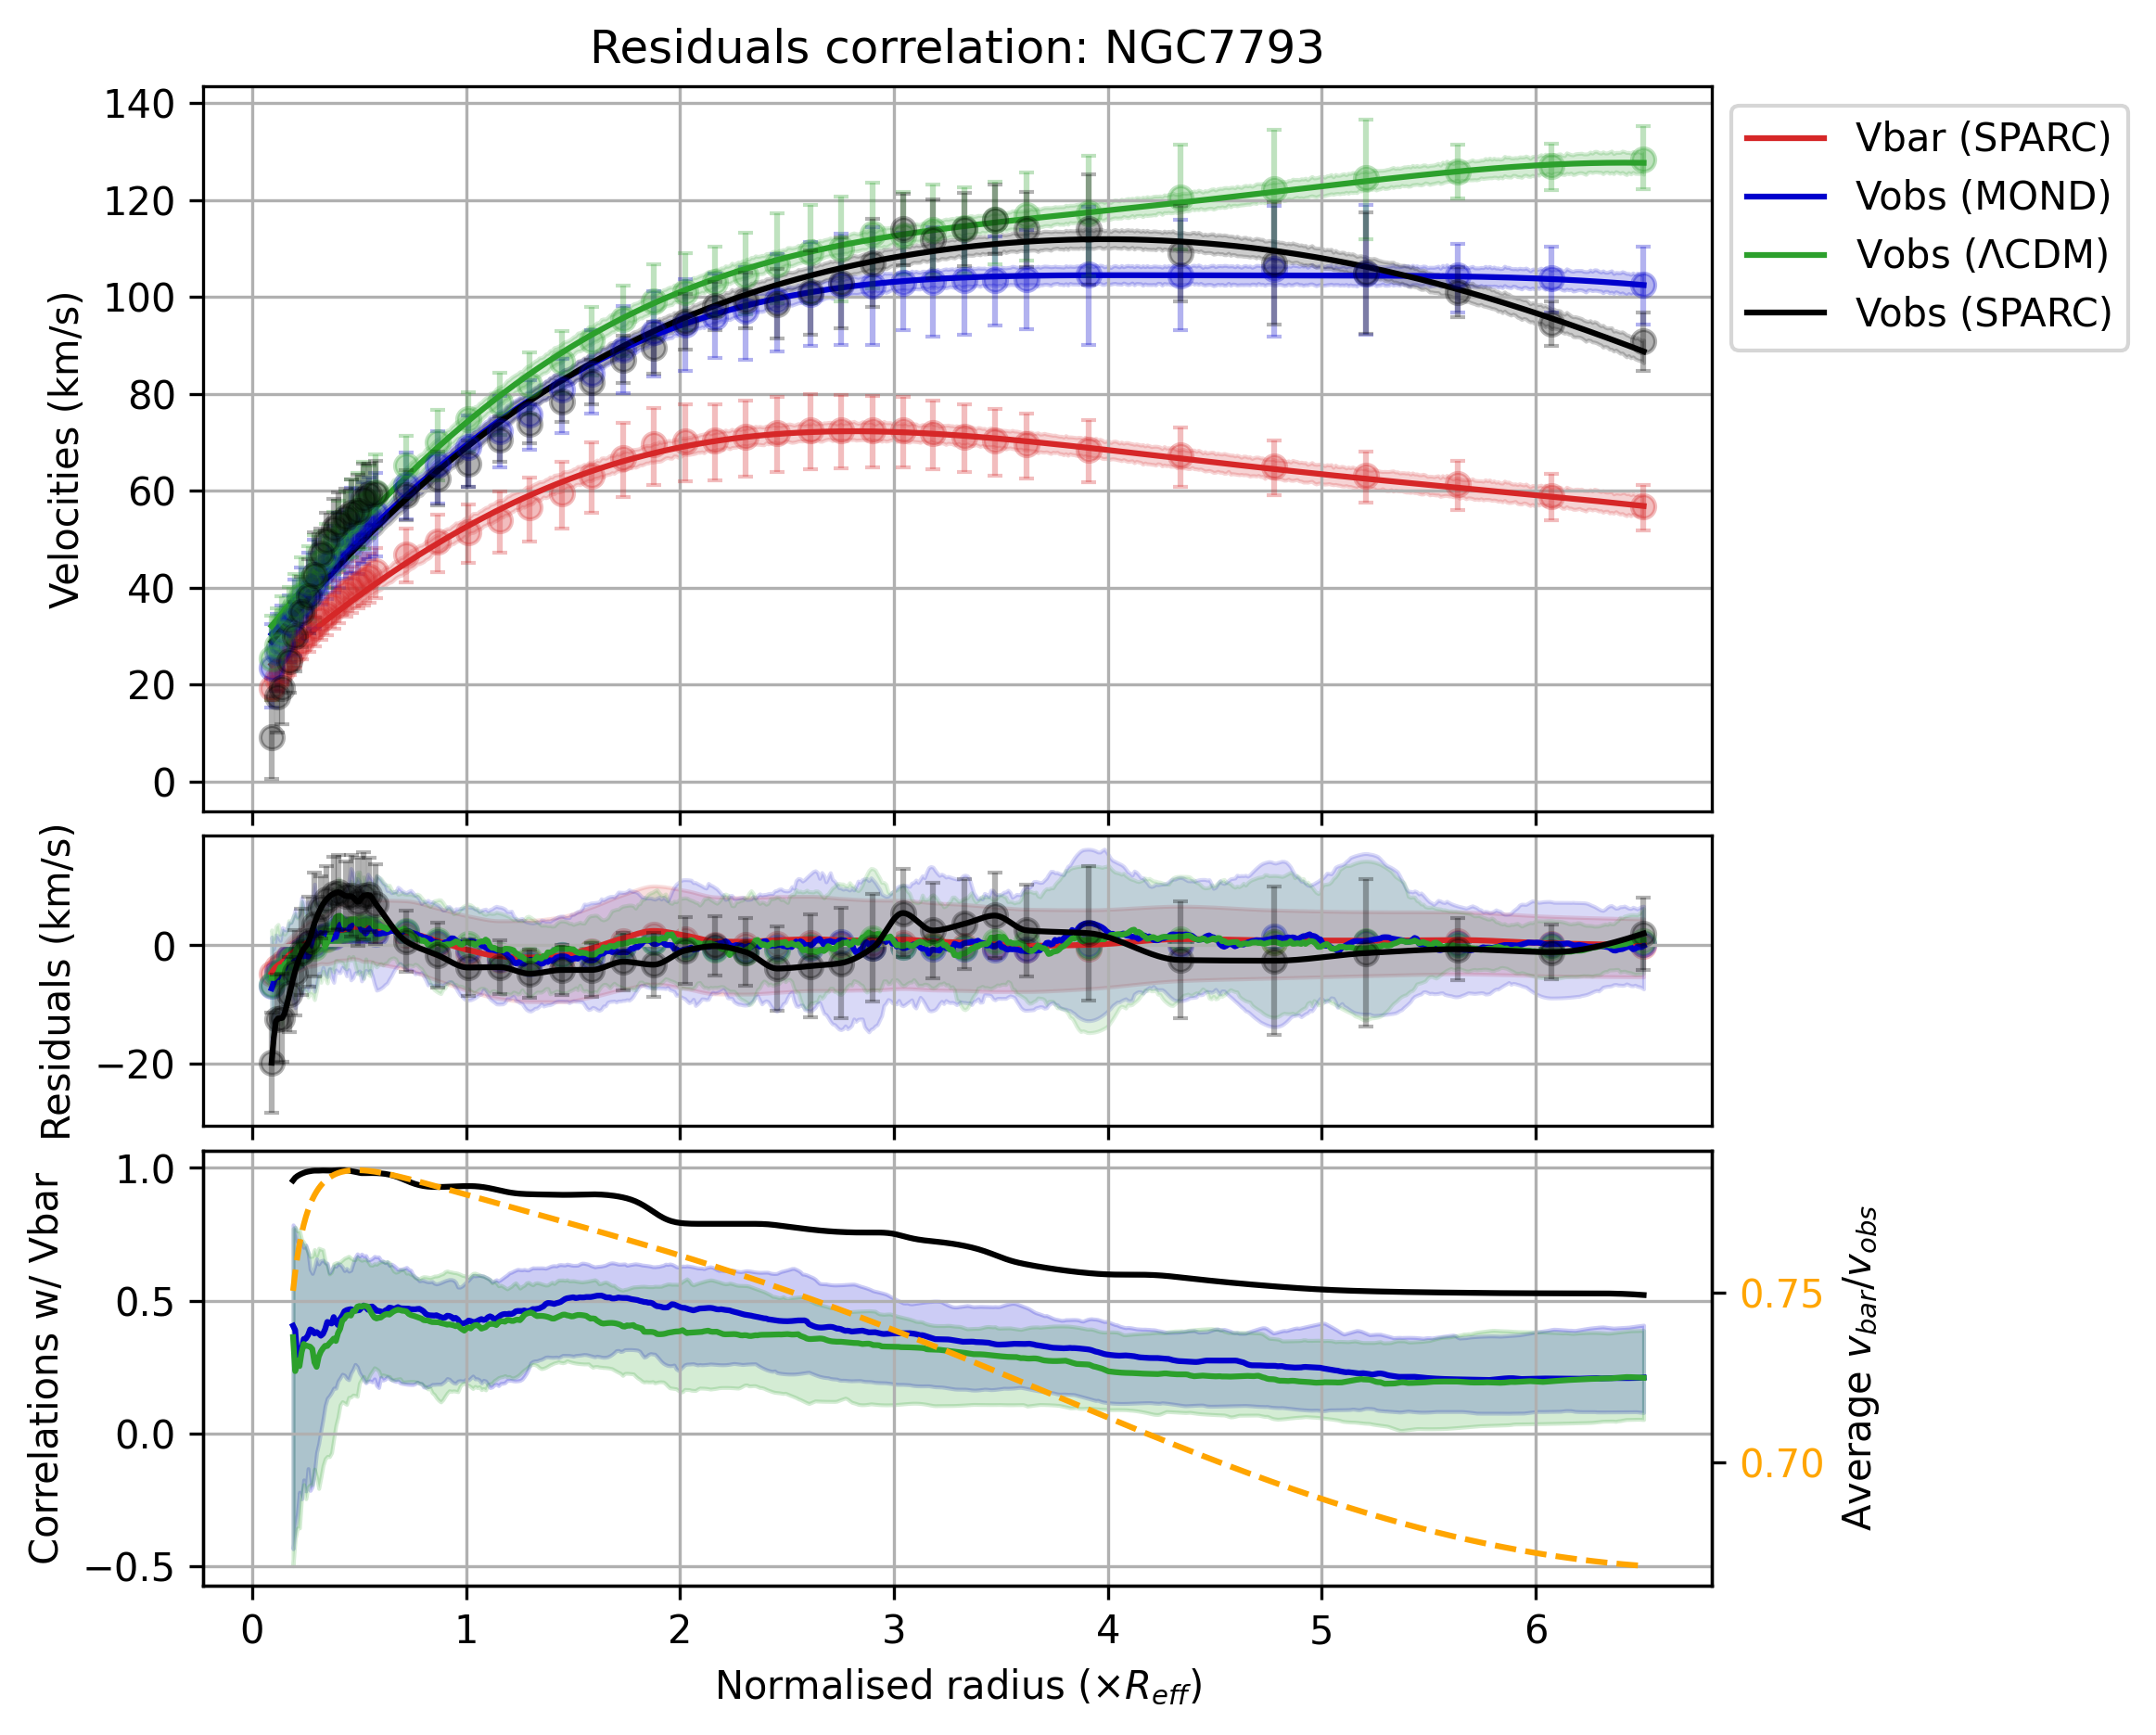 Residuals correlation: NGC7793
Velocities (km/s)
140
120
100
80
60
40
20
0
Vbar (SPARC)
Vobs (MOND)
Vobs (ΛCDM)
Vobs (SPARC)
Residuals (km/s)
0
−20
Correlations w/ Vbar
1.0
0.5
0.0
−0.5
0.75
0.70
Average v_bar/v_obs
0 1 2 3 4 5 6
Normalised radius (×R_eff)